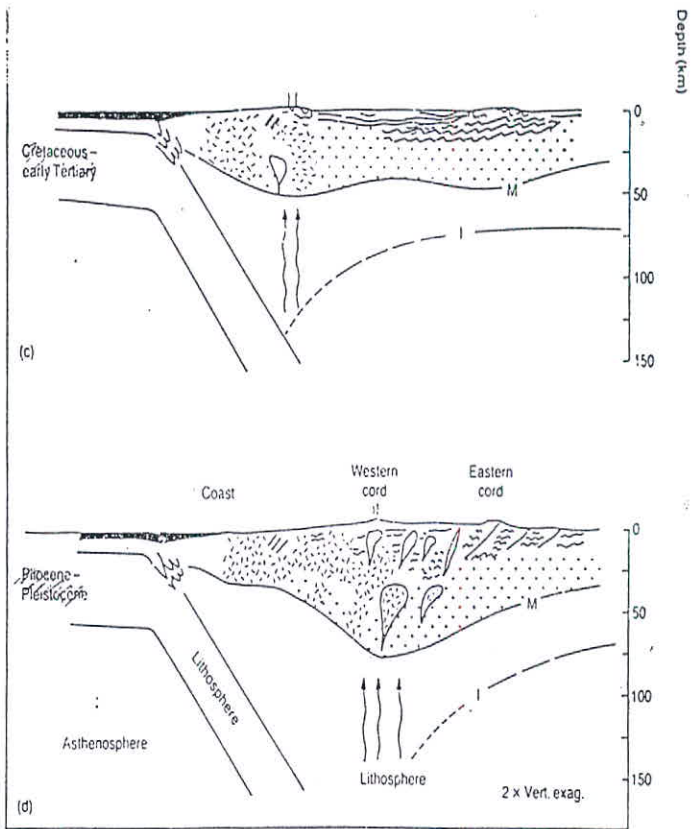 Depth (km)
0
50
100
150
Cretaceous –
early Tertiary
M
I
(c)
Coast
Western
cord
Eastern
cord
0
50
100
150
Pliocene –
Pleistocene
M
I
Lithosphere
Asthenosphere
Lithosphere
2 x Vert. exag.
(d)